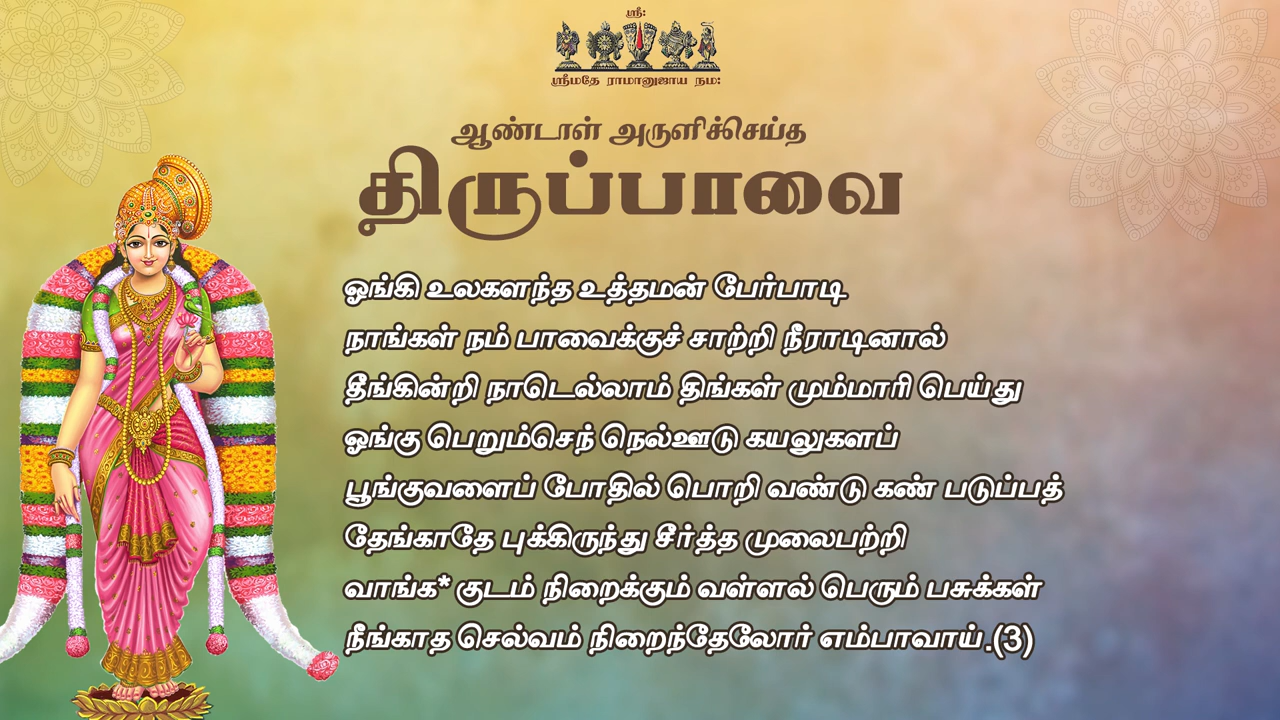 ஸ்ரீ:
ஸ்ரீமதே ராமானுஜாய நம:
ஆண்டாள் அருளிச்செய்த
திருப்பாவை
ஓங்கி உலகளந்த உத்தமன் பேர்பாடி
நாங்கள் நம் பாவைக்குச் சாற்றி நீராடினால்
தீங்கின்றி நாடெல்லாம் திங்கள் மும்மாரி பெய்து
ஓங்கு பெறும்செந் நெல்ஊடு கயலுகளப்
பூங்குவளைப் போதில் பொறி வண்டு கண் படுப்பத்
தேங்காதே புக்கிருந்து சீர்த்த முலைபற்றி
வாங்க* குடம் நிறைக்கும் வள்ளல் பெரும் பசுக்கள்
நீங்காத செல்வம் நிறைந்தேலோர் எம்பாவாய்.(3)